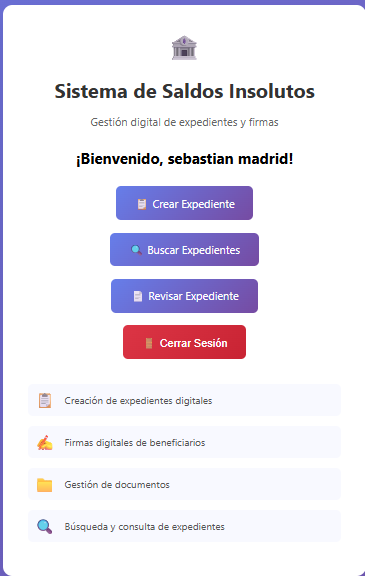 Sistema de Saldos Insolutos
Gestión digital de expedientes y firmas
¡Bienvenido, sebastian madrid!
Crear Expediente
Buscar Expedientes
Revisar Expediente
Cerrar Sesión
Creación de expedientes digitales
Firmas digitales de beneficiarios
Gestión de documentos
Búsqueda y consulta de expedientes